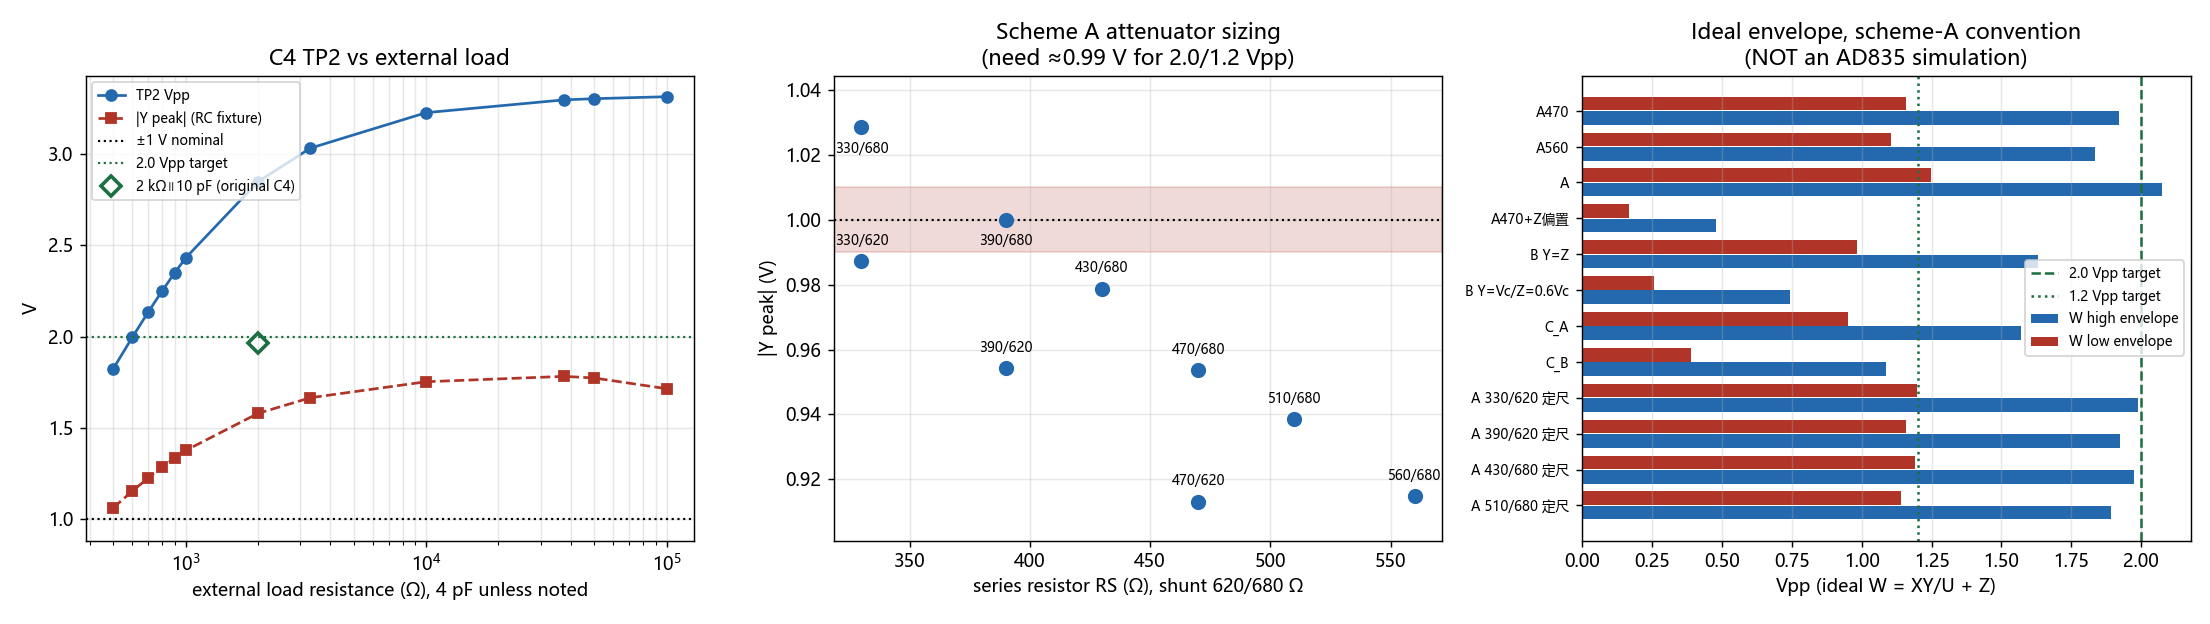 C4 TP2 vs external load
V
3.0
2.5
2.0
1.5
1.0
TP2 Vpp
|Y peak| (RC fixture)
±1 V nominal
2.0 Vpp target
2 kΩ∥10 pF (original C4)
10³
10⁴
10⁵
external load resistance (Ω), 4 pF unless noted
Scheme A attenuator sizing
(need ≈0.99 V for 2.0/1.2 Vpp)
|Y peak| (V)
1.04
1.02
1.00
0.98
0.96
0.94
0.92
330/680
330/620
390/680
430/680
390/620
470/680
510/680
470/620
560/680
350
400
450
500
550
series resistor RS (Ω), shunt 620/680 Ω
Ideal envelope, scheme-A convention
(NOT an AD835 simulation)
A470
A560
A
A470+Z偏置
B Y=Z
B Y=Vc/Z=0.6Vc
C_A
C_B
A 330/620 定尺
A 390/620 定尺
A 430/680 定尺
A 510/680 定尺
2.0 Vpp target
1.2 Vpp target
W high envelope
W low envelope
0.00
0.25
0.50
0.75
1.00
1.25
1.50
1.75
2.00
Vpp (ideal W = XY/U + Z)